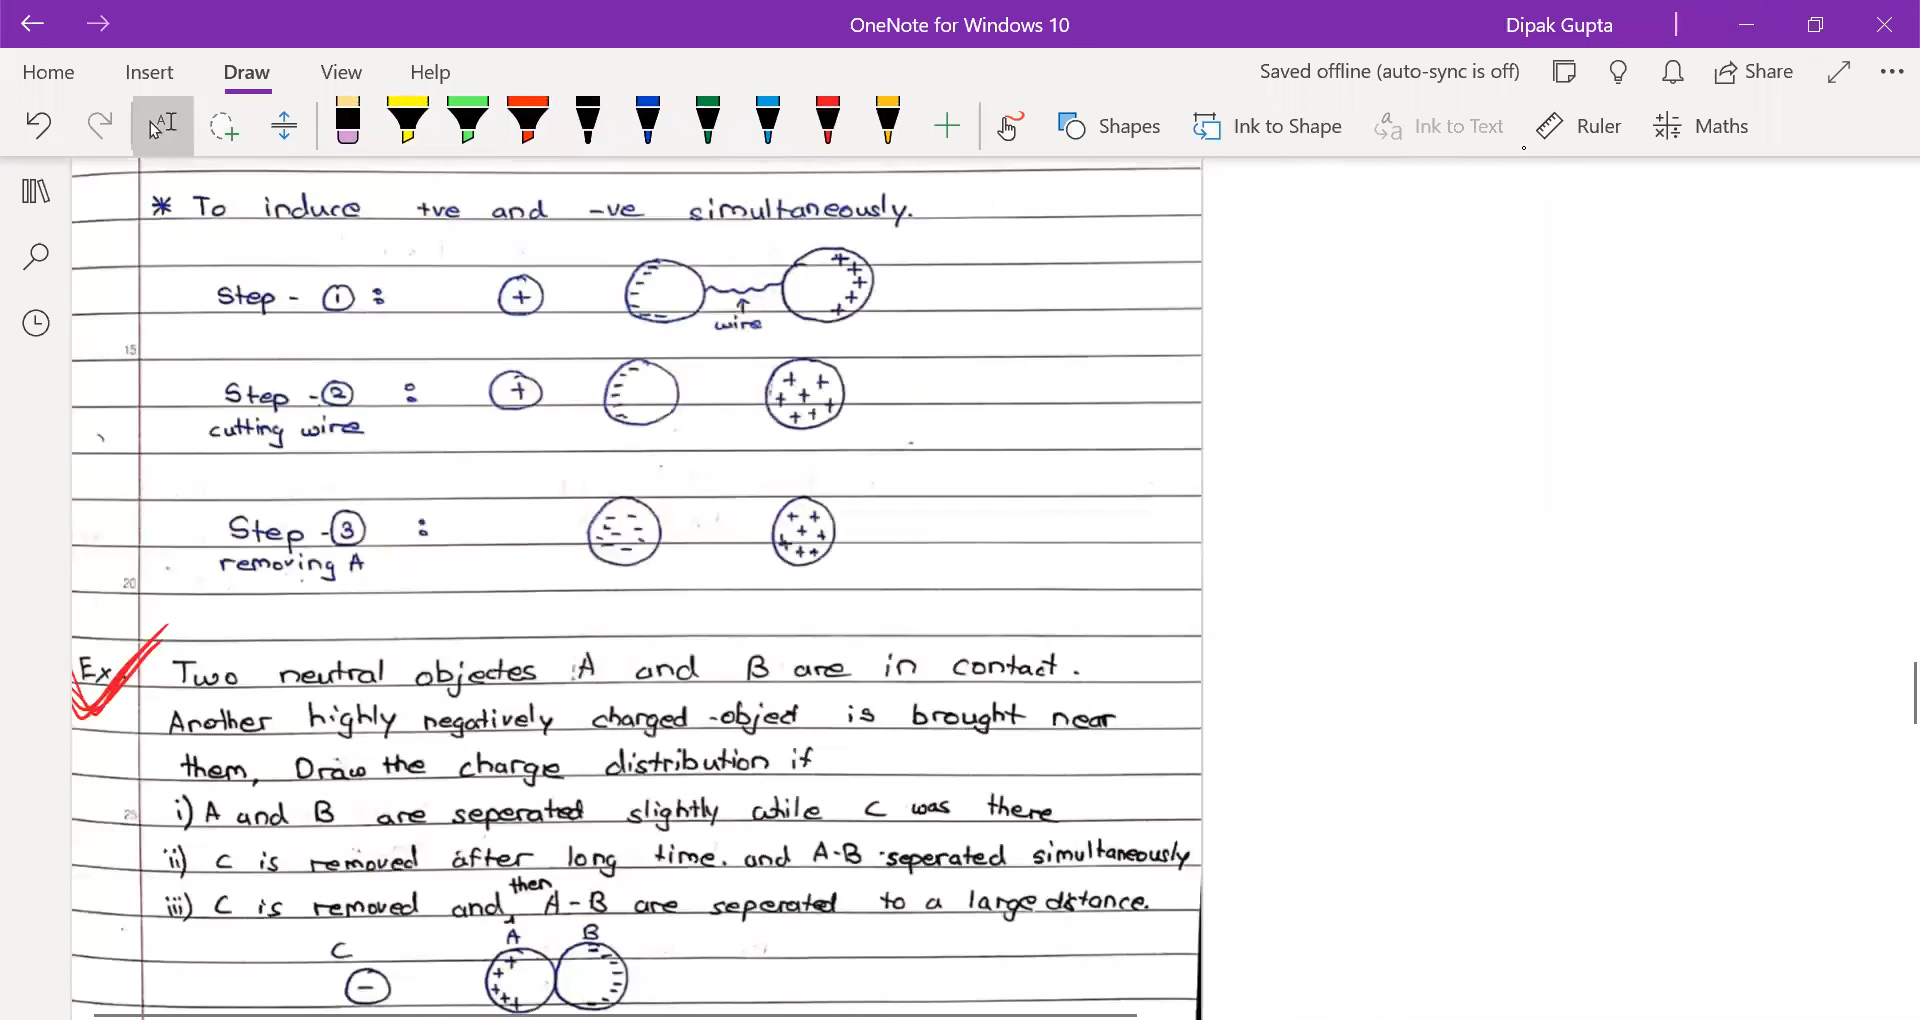 OneNote for Windows 10
Dipak Gupta
Home Insert Draw View Help
Saved offline (auto-sync is off)
Share
Shapes
Ink to Shape
Ink to Text
Ruler
Maths
* To induce +ve and -ve simultaneously.
Step - ① :
+
- - - - - -
+ + + + +
wire
15
Step - ② :
+
- - - - -
+ + + + + + + +
cutting wire
Step - ③ :
removing A
20
Ex. Two neutral objectes A and B are in contact.
Another highly negatively charged object is brought near
them, Draw the charge distribution if
25
i) A and B are seperated slightly while C was there
ii) C is removed after long time. and A-B seperated simultaneously
iii) C is removed and then A-B are seperated to a large distance.
C A B
-